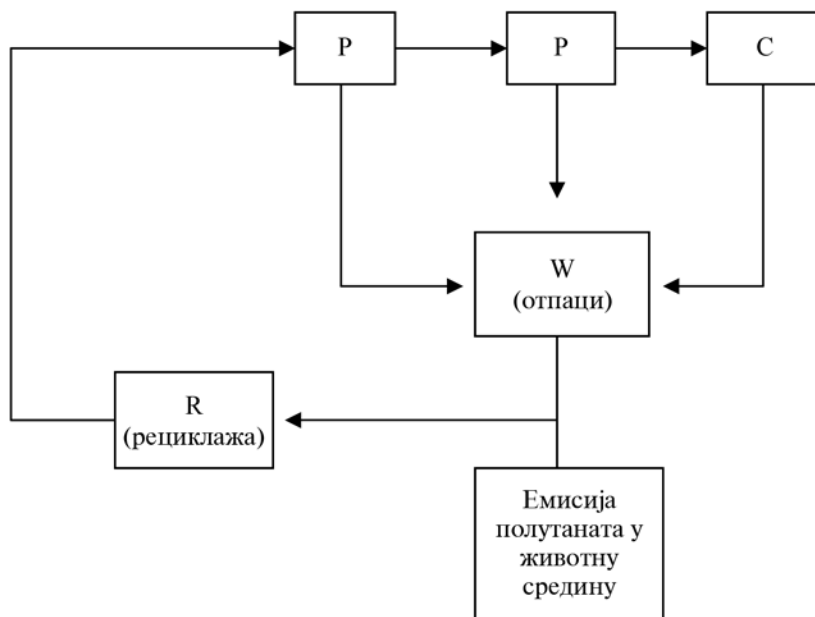 P
P
C
W
(отпаци)
R
(рециклажа)
Емисија
полутаната у
животну
средину